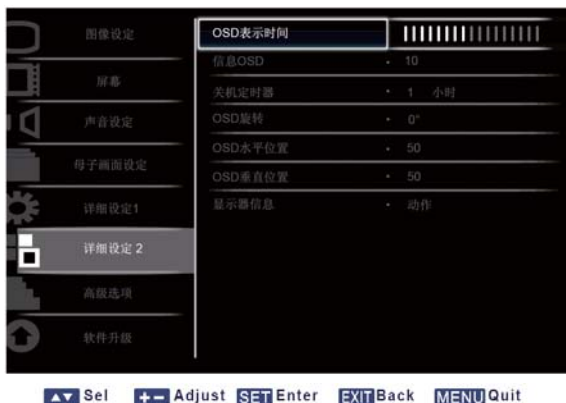 图像设定
屏幕
声音设定
母子画面设定
详细设定1
详细设定 2
高级选项
软件升级
OSD表示时间
信息OSD · 10
关机定时器 · 1 小时
OSD旋转 · 0°
OSD水平位置 · 50
OSD垂直位置 · 50
显示器信息 · 动作
Sel +− Adjust SET Enter EXIT Back MENU Quit